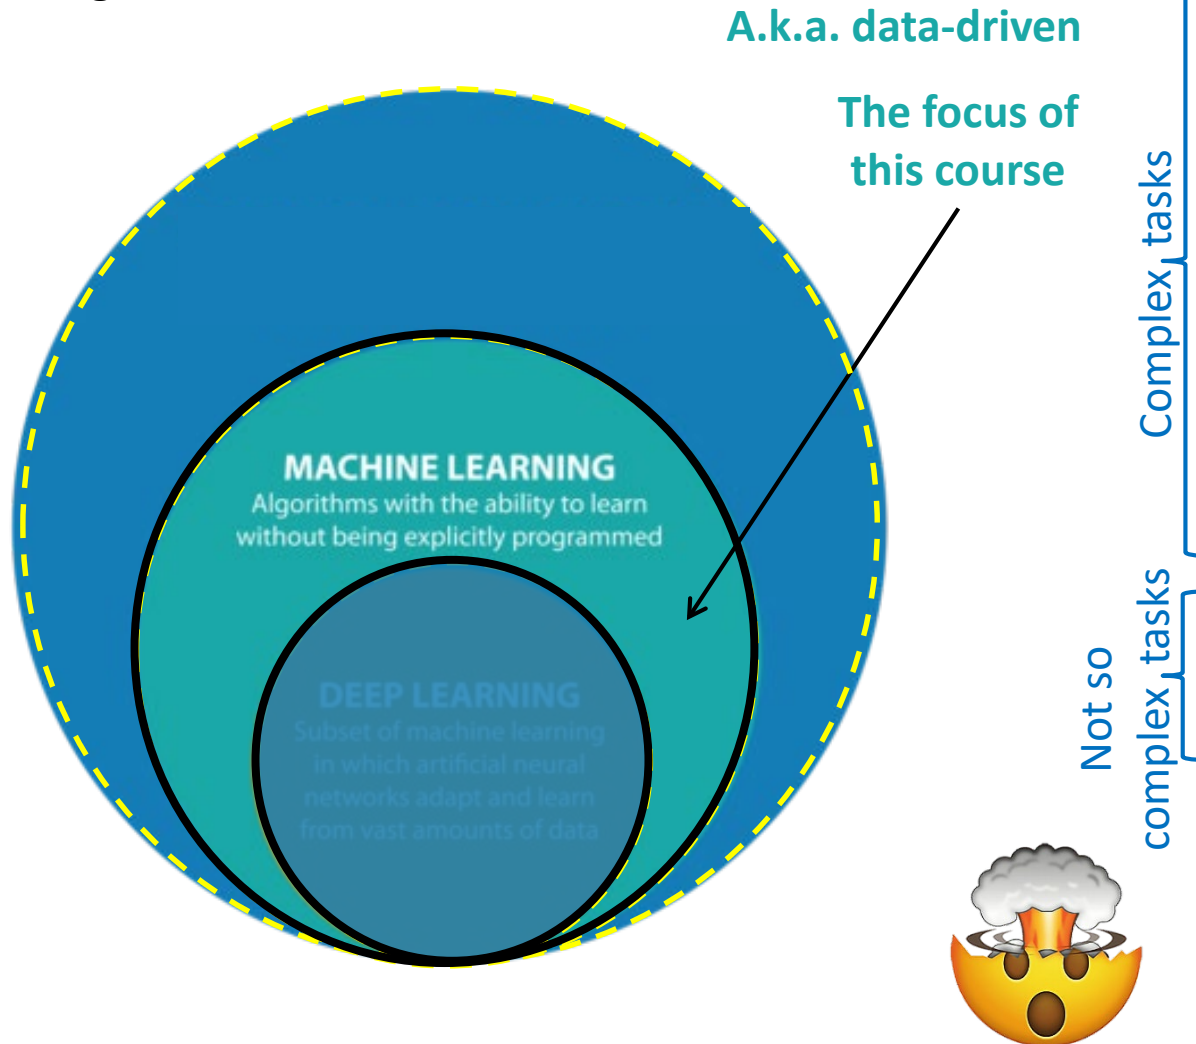 A.k.a. data-driven
The focus of
this course
Complex tasks
MACHINE LEARNING
Algorithms with the ability to learn
without being explicitly programmed
Not so
complex tasks
DEEP LEARNING
Subset of machine learning
in which artificial neural
networks adapt and learn
from vast amounts of data